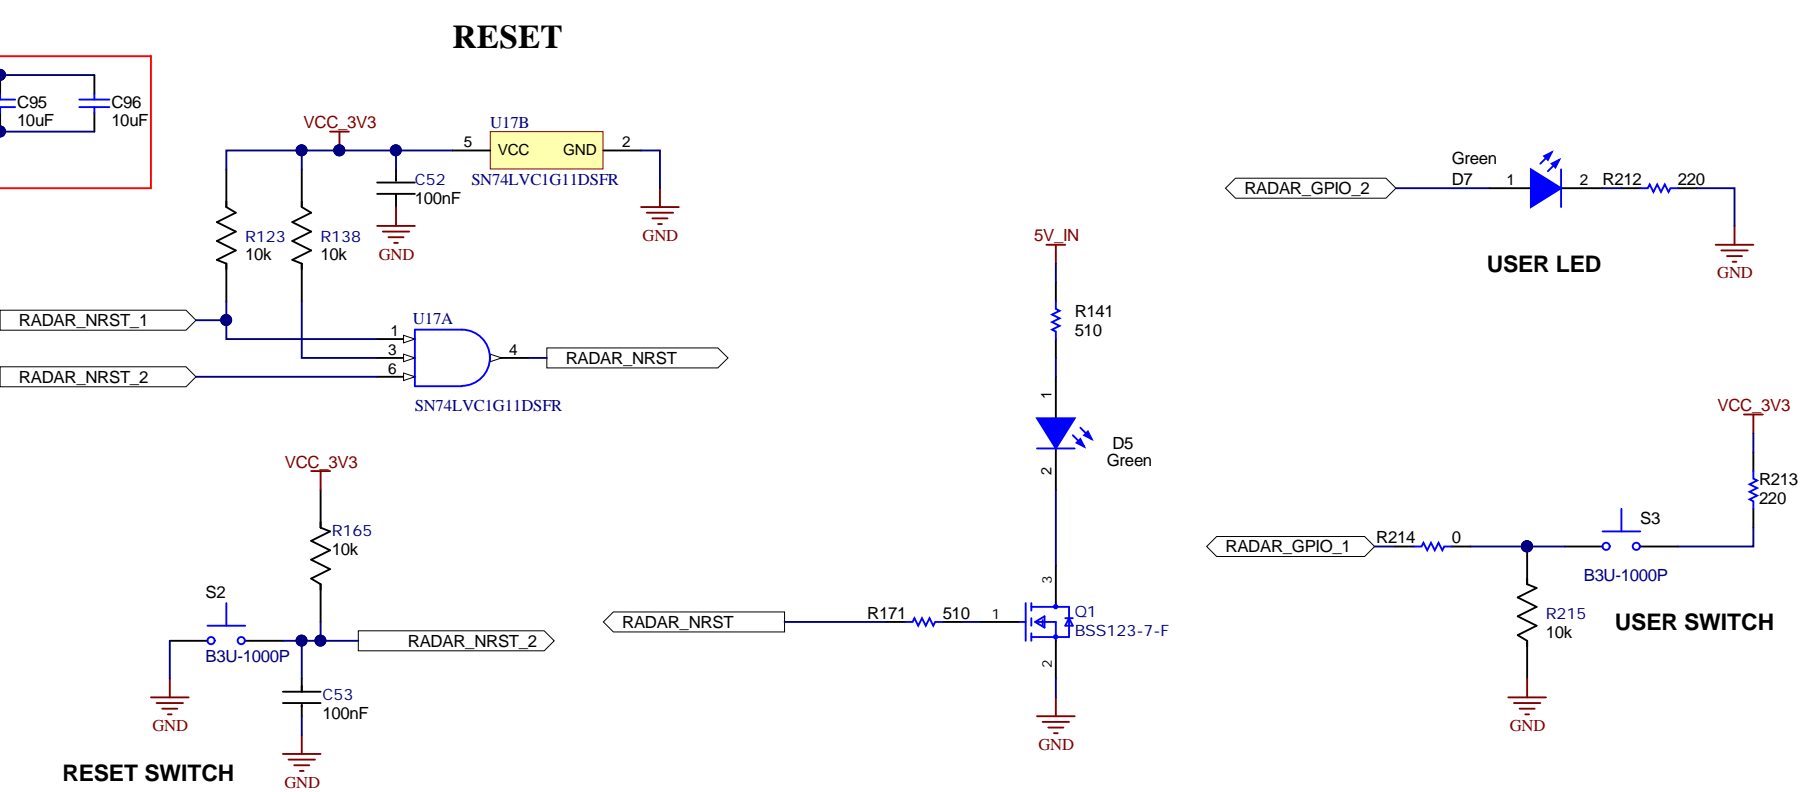 RESET
C95
10uF
C96
10uF
VCC_3V3
U17B
5
VCC
GND
2
SN74LVC1G11DSFR
C52
100nF
GND
GND
R123
10k
R138
10k
RADAR_NRST_1
U17A
1
3
6
4
RADAR_NRST
RADAR_NRST_2
SN74LVC1G11DSFR
VCC_3V3
R165
10k
S2
B3U-1000P
RADAR_NRST_2
GND
C53
100nF
GND
RESET SWITCH
5V_IN
R141
510
1
D5
Green
2
3
RADAR_NRST
R171
510
1
Q1
BSS123-7-F
2
GND
RADAR_GPIO_2
Green
D7
1
2
R212
220
GND
USER LED
VCC_3V3
R213
220
S3
RADAR_GPIO_1
R214
0
B3U-1000P
R215
10k
USER SWITCH
GND